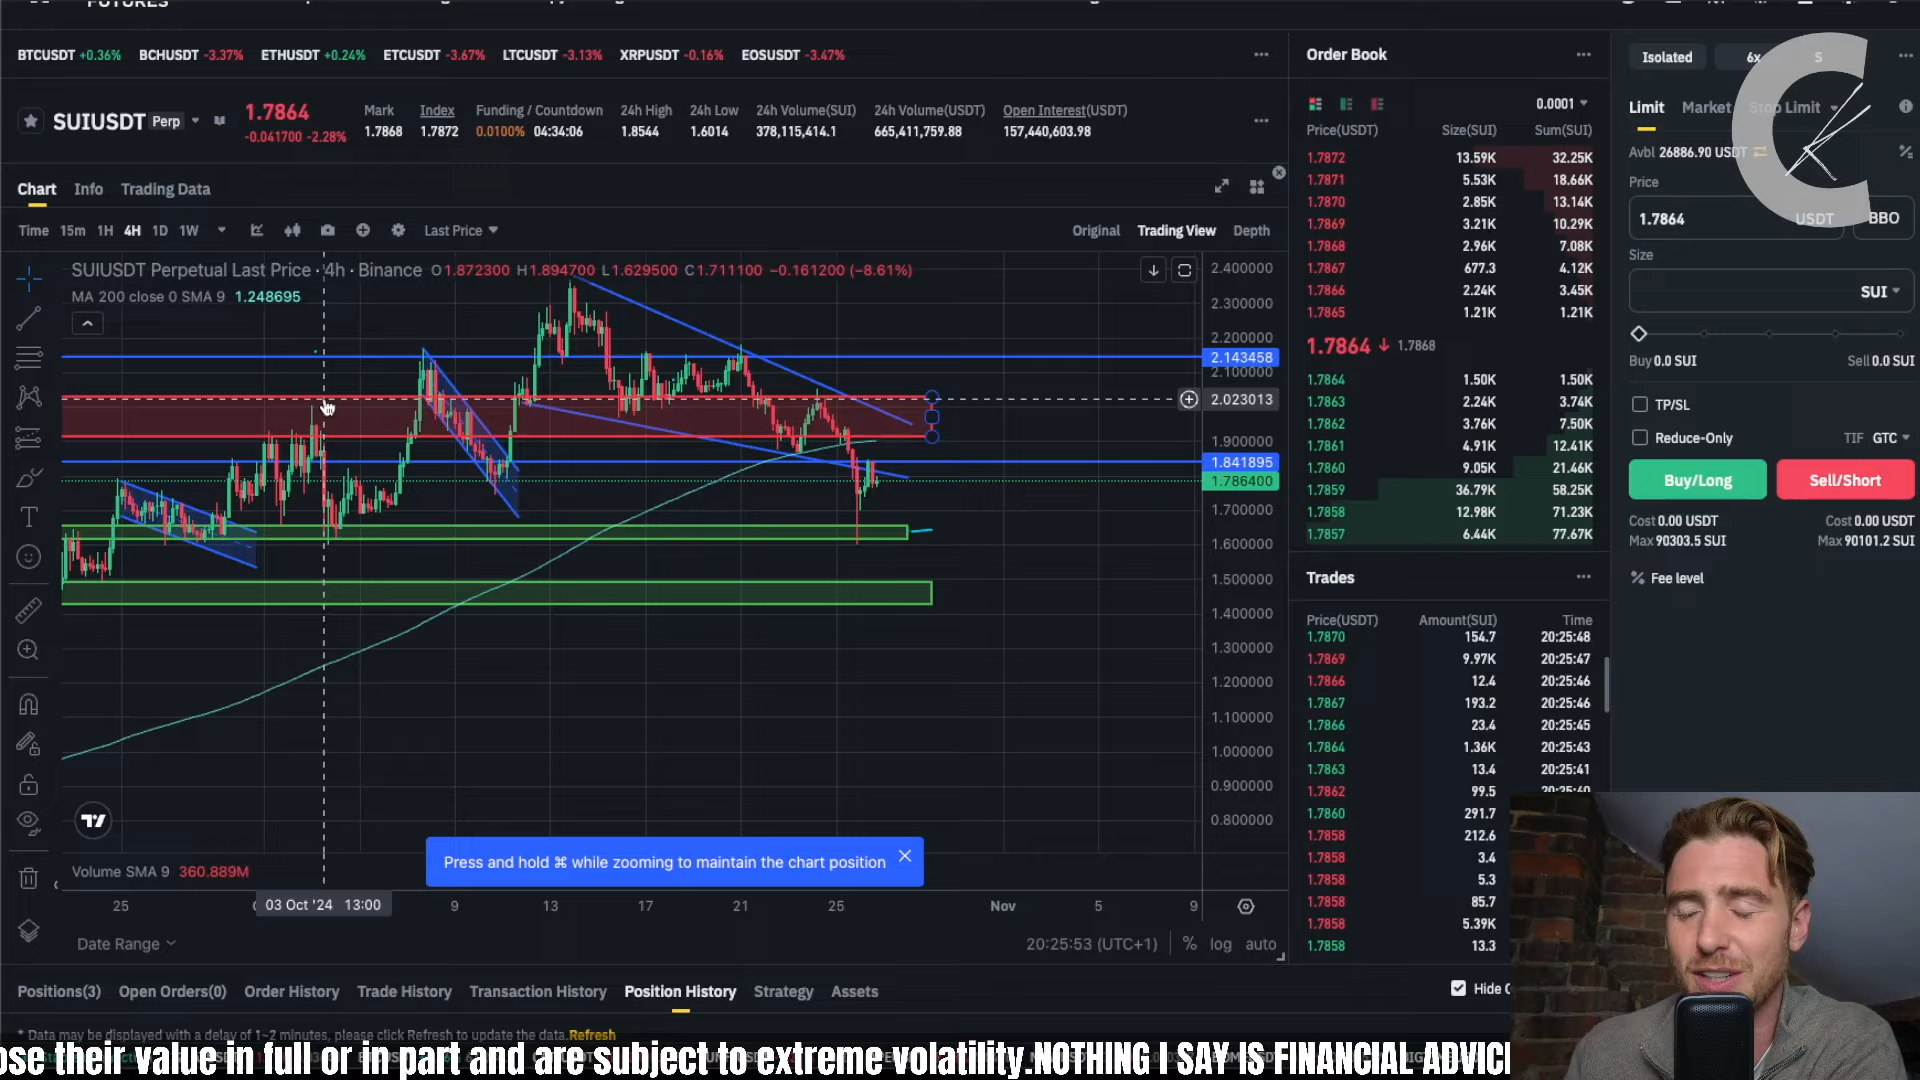 FUTURES
BTCUSDT +0.36% BCHUSDT -3.37% ETHUSDT +0.24% ETCUSDT -3.67% LTCUSDT -3.13% XRPUSDT -0.16% EOSUSDT -3.47%
SUIUSDT Perp
1.7864
-0.041700 -2.28%
Mark Index Funding / Countdown 24h High 24h Low 24h Volume(SUI) 24h Volume(USDT) Open Interest(USDT)
1.7868 1.7872 0.0100% 04:34:06 1.8544 1.6014 378,115,414.1 665,411,759.88 157,440,603.98
Chart Info Trading Data
Time 15m 1H 4H 1D 1W Last Price Original Trading View Depth
SUIUSDT Perpetual Last Price · 4h · Binance O1.872300 H1.894700 L1.629500 C1.711100 −0.161200 (−8.61%)
MA 200 close 0 SMA 9 1.248695
2.400000
2.300000
2.200000
2.143458
2.100000
2.023013
1.900000
1.841895
1.786400
1.700000
1.600000
1.500000
1.400000
1.300000
1.200000
1.100000
1.000000
0.900000
0.800000
Press and hold ⌘ while zooming to maintain the chart position
Volume SMA 9 360.889M
25 03 Oct '24 13:00 9 13 17 21 25 Nov 5 9
Date Range 20:25:53 (UTC+1) % log auto
Positions(3) Open Orders(0) Order History Trade History Transaction History Position History Strategy Assets
Hide
* Data may be displayed with a delay of 1~2 minutes, please click Refresh to update the data.Refresh
Order Book
0.0001
Price(USDT) Size(SUI) Sum(SUI)
1.7872 13.59K 32.25K
1.7871 5.53K 18.66K
1.7870 2.85K 13.14K
1.7869 3.21K 10.29K
1.7868 2.96K 7.08K
1.7867 677.3 4.12K
1.7866 2.24K 3.45K
1.7865 1.21K 1.21K
1.7864 1.7868
1.7864 1.50K 1.50K
1.7863 2.24K 3.74K
1.7862 3.76K 7.50K
1.7861 4.91K 12.41K
1.7860 9.05K 21.46K
1.7859 36.79K 58.25K
1.7858 12.98K 71.23K
1.7857 6.44K 77.67K
Trades
Price(USDT) Amount(SUI) Time
1.7870 154.7 20:25:48
1.7869 9.97K 20:25:47
1.7866 12.4 20:25:46
1.7867 193.2 20:25:46
1.7866 23.4 20:25:45
1.7864 1.36K 20:25:43
1.7863 13.4 20:25:41
1.7862 99.5 20:25:40
1.7860 291.7
1.7858 212.6
1.7858 3.4
1.7858 5.3
1.7858 85.7
1.7858 5.39K
1.7858 13.3
Isolated 6x S
Limit Market Stop Limit
Avbl 26886.90 USDT
Price
1.7864 USDT BBO
Size
SUI
Buy 0.0 SUI Sell 0.0 SUI
TP/SL
Reduce-Only TIF GTC
Buy/Long Sell/Short
Cost 0.00 USDT Cost 0.00 USDT
Max 90303.5 SUI Max 90101.2 SUI
% Fee level
ose their value in full or in part and are subject to extreme volatility.NOTHING I SAY IS FINANCIAL ADVIC